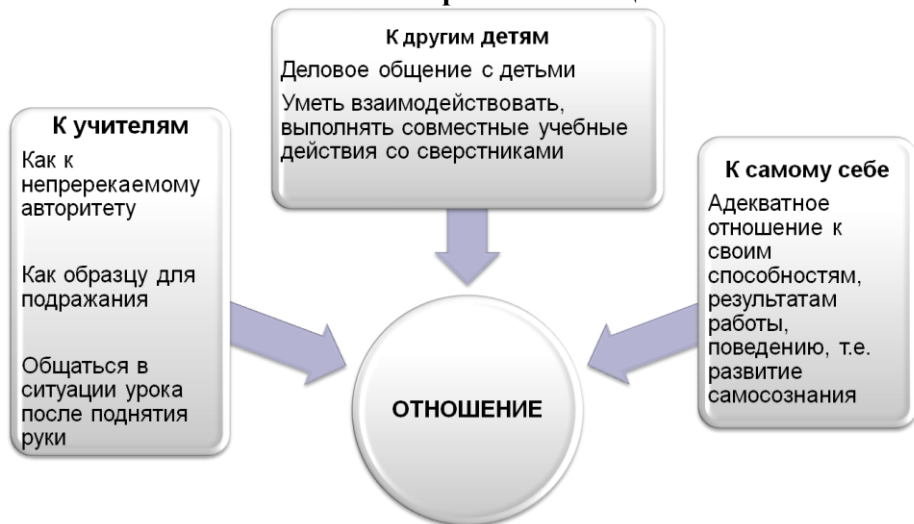 К учителям
Как к
непререкаемому
авторитету
Как образцу для
подражания
Общаться в
ситуации урока
после поднятия
руки
К другим детям
Деловое общение с детьми
Уметь взаимодействовать,
выполнять совместные учебные
действия со сверстниками
К самому себе
Адекватное
отношение к
своим
способностям,
результатам
работы,
поведению, т.е.
развитие
самосознания
ОТНОШЕНИЕ